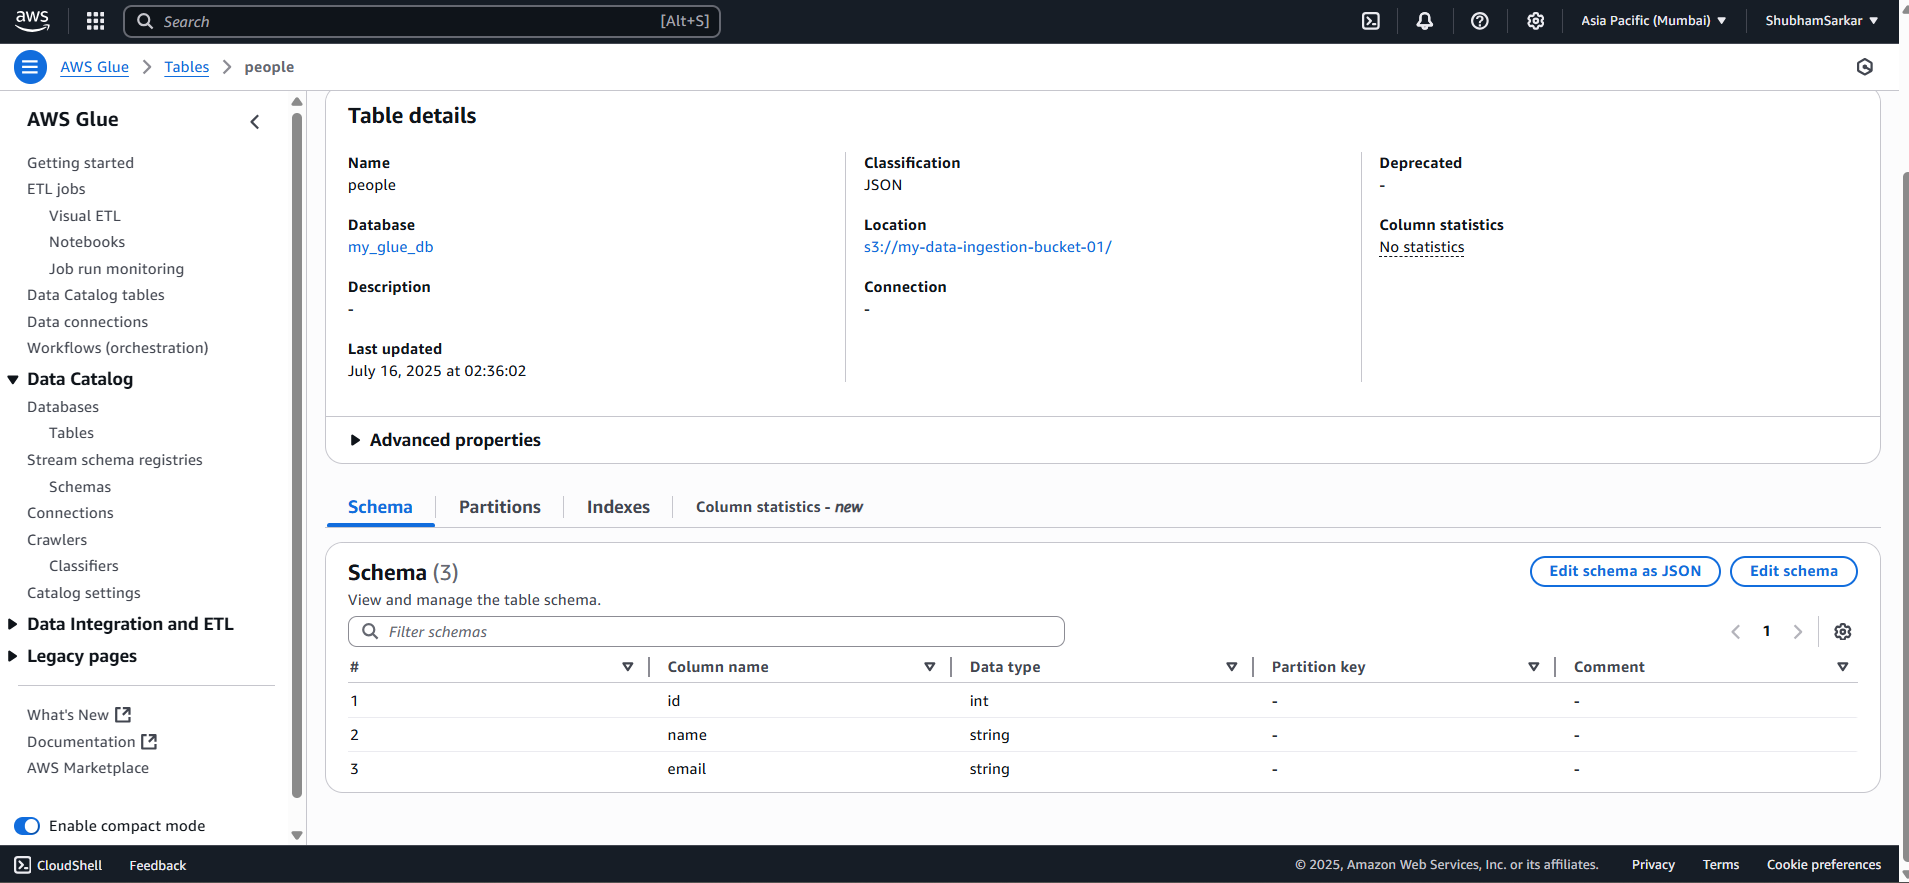 aws
Search [Alt+S]
Asia Pacific (Mumbai)
ShubhamSarkar
AWS Glue
Tables
people
AWS Glue
Getting started
ETL jobs
Visual ETL
Notebooks
Job run monitoring
Data Catalog tables
Data connections
Workflows (orchestration)
Data Catalog
Databases
Tables
Stream schema registries
Schemas
Connections
Crawlers
Classifiers
Catalog settings
Data Integration and ETL
Legacy pages
What's New
Documentation
AWS Marketplace
Enable compact mode
Table details
Name
people
Database
my_glue_db
Description
-
Last updated
July 16, 2025 at 02:36:02
Classification
JSON
Location
s3://my-data-ingestion-bucket-01/
Connection
-
Deprecated
-
Column statistics
No statistics
Advanced properties
Schema Partitions Indexes Column statistics - new
Schema (3)
View and manage the table schema.
Edit schema as JSON
Edit schema
Filter schemas
1
# Column name Data type Partition key Comment
1 id int - -
2 name string - -
3 email string - -
CloudShell Feedback © 2025, Amazon Web Services, Inc. or its affiliates. Privacy Terms Cookie preferences